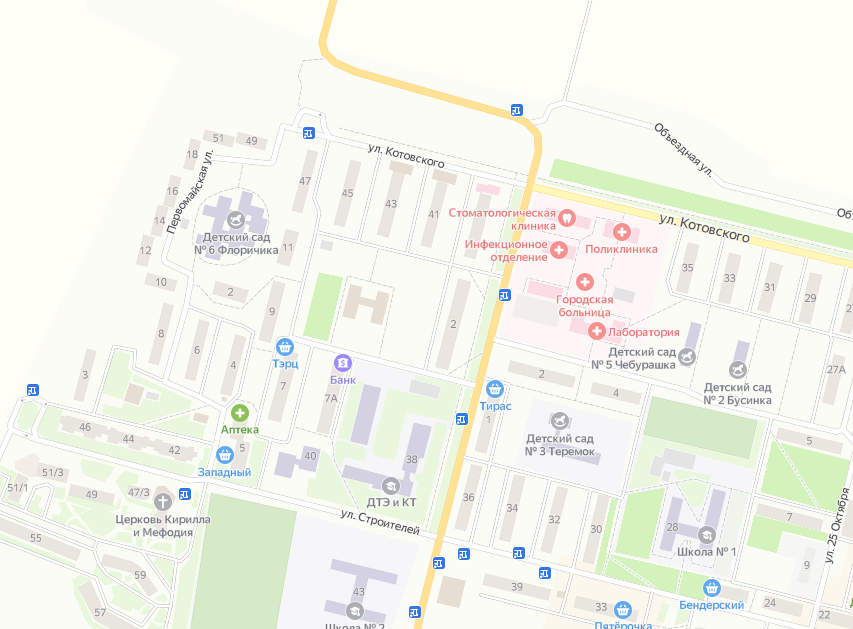 Объездная ул.
51
49
18
ул. Котовского
Первомайская ул.
47
45
43
41
16
14
12
Детский сад
№ 6 Флоричика
11
10
2
9
Стоматологическая
клиника
Поликлиника
Инфекционное
отделение
Городская
больница
Лаборатория
ул. Котовского
35
33
31
29
27А
8
6
4
Тэрц
7
Банк
7А
2
3
Детский сад
№ 5 Чебурашка
Детский сад
№ 2 Бусинка
2
4
Тирас
1
Аптека
46
44
42
5
Западный
40
38
ДТЭ и КТ
Детский сад
№ 3 Теремок
5
51/3
51/1
49
47/3
Церковь Кирилла
и Мефодия
ул. Строителей
36
34
32
30
28
Школа № 1
7
9
ул. 25 Октября
55
59
57
43
Школа № 2
39
33
Пятёрочка
Бендерский
24
22